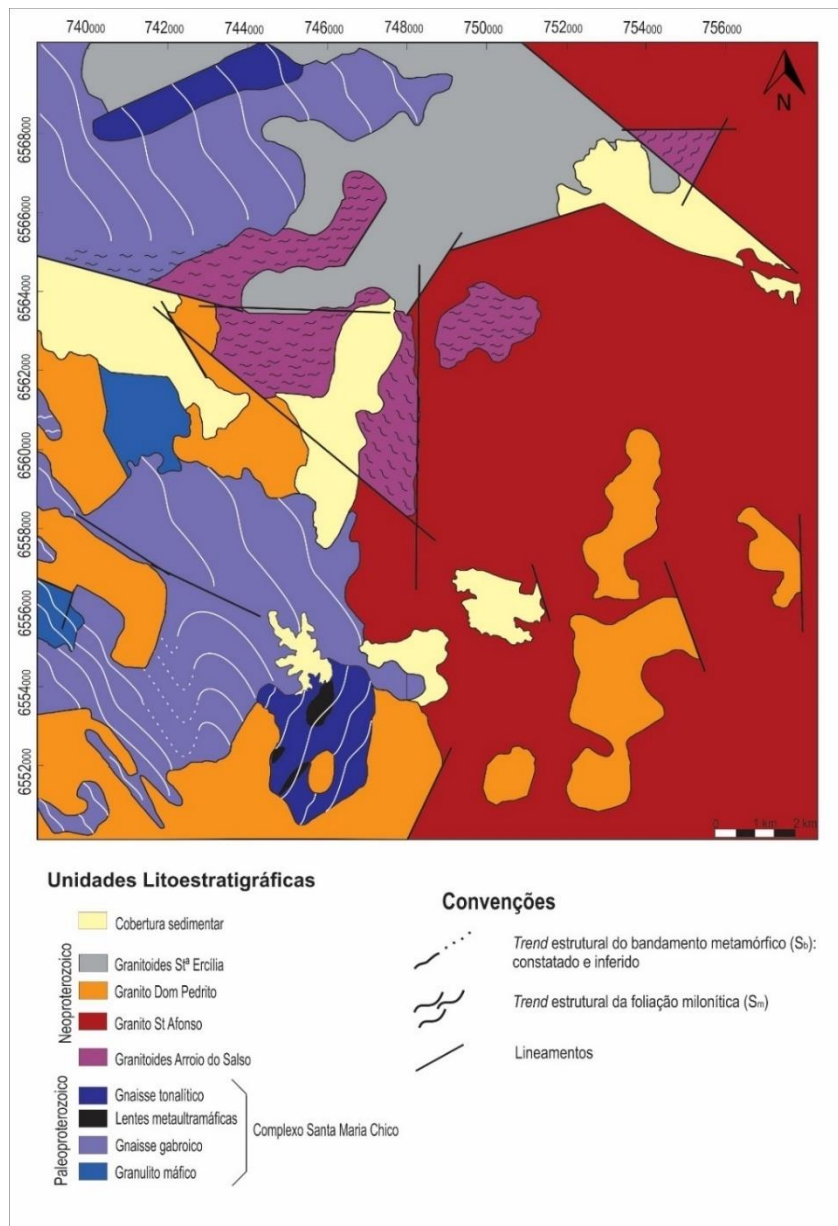 740000 742000 744000 746000 748000 750000 752000 754000 756000
N
6568000
6566000
6564000
6562000
6560000
6558000
6556000
6554000
6552000
0 1 km 2 km
Unidades Litoestratigráficas
Cobertura sedimentar
Neoproterozoico
Granitoides Stª Ercília
Granito Dom Pedrito
Granito St Afonso
Granitoides Arroio do Salso
Paleoproterozoico
Gnaisse tonalítico
Lentes metaultramáficas
Gnaisse gabroico
Granulito máfico
Complexo Santa Maria Chico
Convenções
Trend estrutural do bandamento metamórfico (Sb):
constatado e inferido
Trend estrutural da foliação milonítica (Sm)
Lineamentos